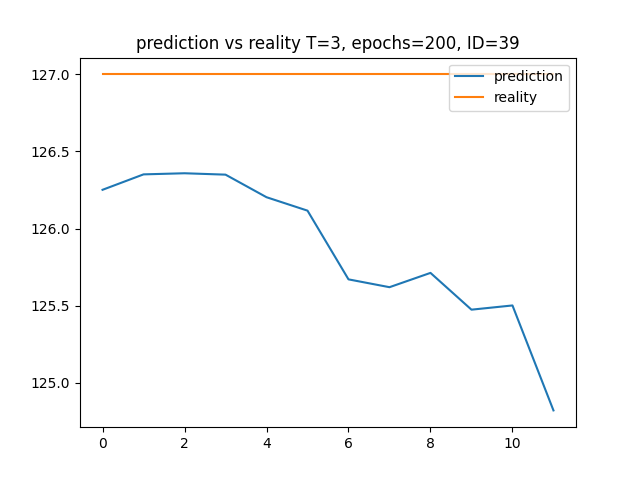 prediction vs reality T=3, epochs=200, ID=39
127.0
126.5
126.0
125.5
125.0
prediction
reality
0 2 4 6 8 10